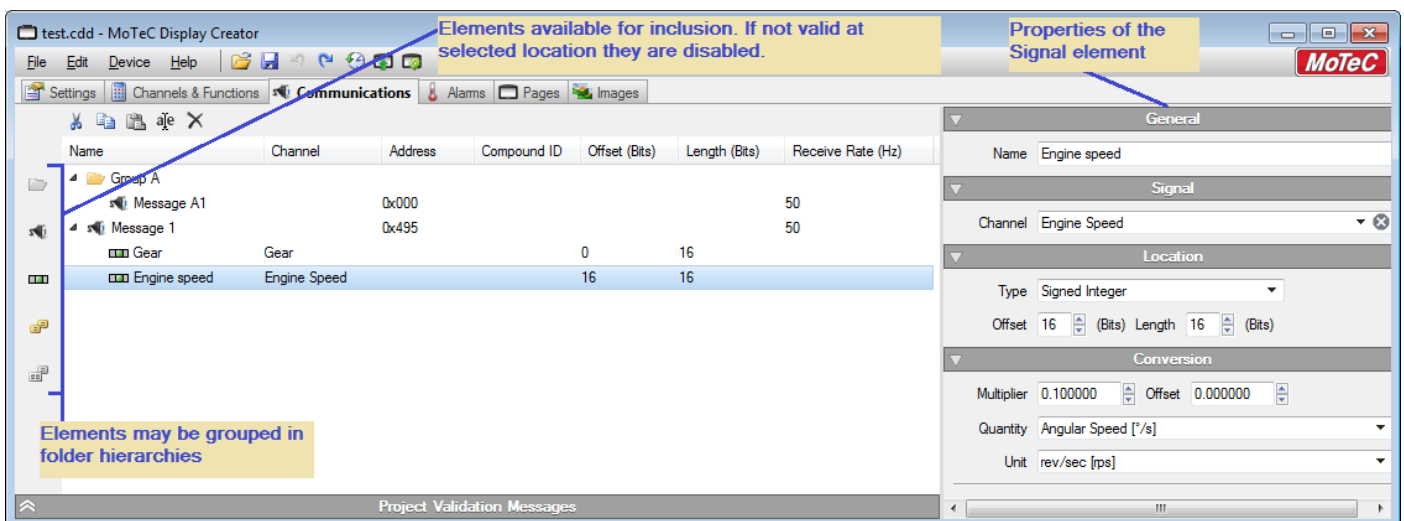 test.cdd - MoTeC Display Creator
Elements available for inclusion. If not valid at
selected location they are disabled.
Properties of the
Signal element
File Edit Device Help
MoTeC
Settings Channels & Functions Communications Alarms Pages Images
General
Name Channel Address Compound ID Offset (Bits) Length (Bits) Receive Rate (Hz)
Name Engine speed
Group A
Signal
Message A1 0x000 50
Message 1 0x495 50
Channel Engine Speed
Gear Gear 0 16
Location
Engine speed Engine Speed 16 16
Type Signed Integer
Offset 16 (Bits) Length 16 (Bits)
Conversion
Multiplier 0.100000 Offset 0.000000
Elements may be grouped in
folder hierarchies
Quantity Angular Speed [°/s]
Unit rev/sec [rps]
Project Validation Messages